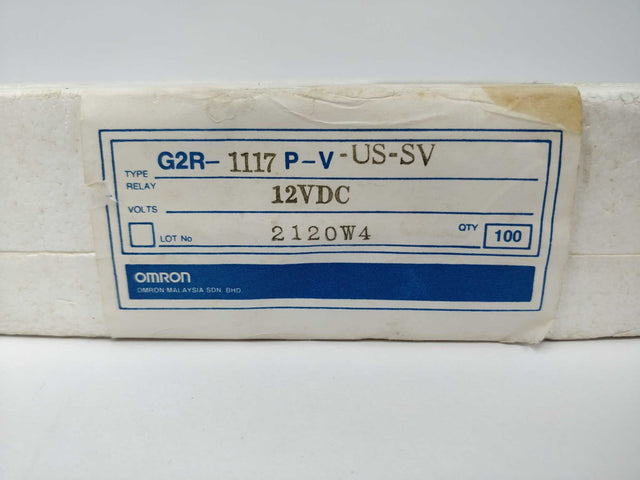 TYPE G2R-1117 P-V-US-SV
RELAY
VOLTS 12VDC
LOT No 2120W4 QTY 100
OMRON
OMRON MALAYSIA SDN. BHD.